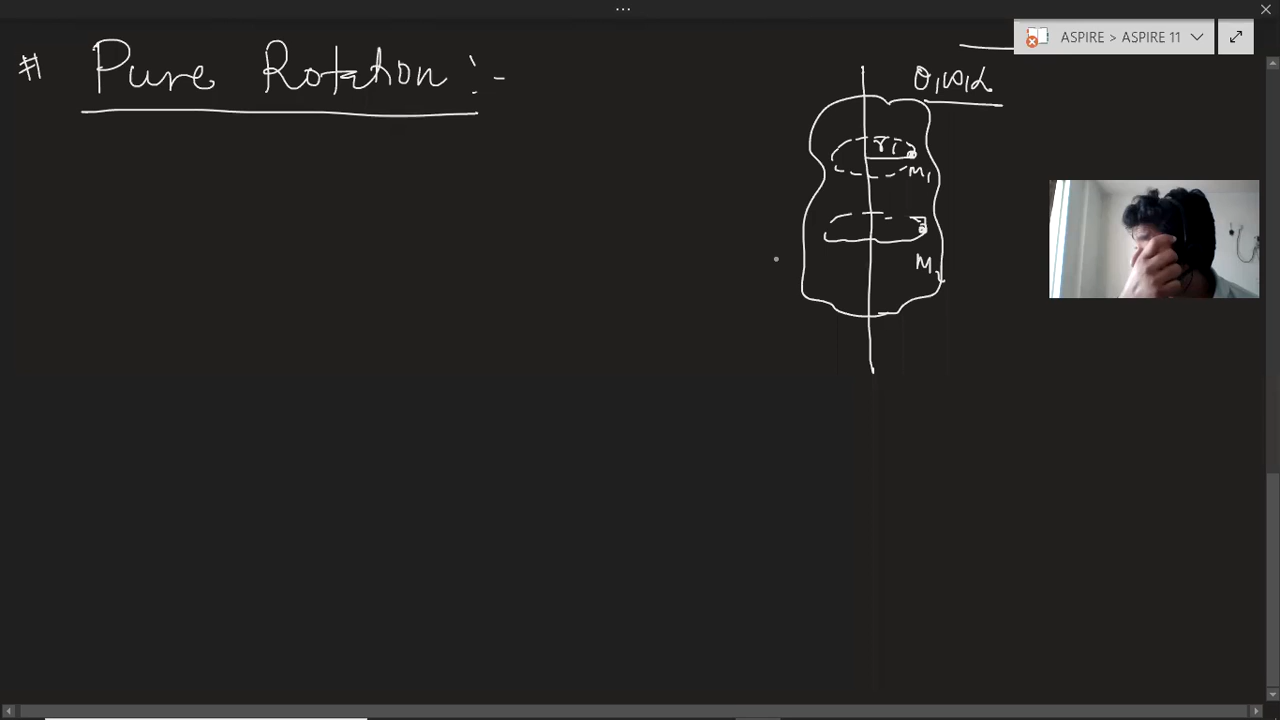 ...
ASPIRE > ASPIRE 11
# Pure Rotation :-
θ, ω, α
r₁
M₁
M₂